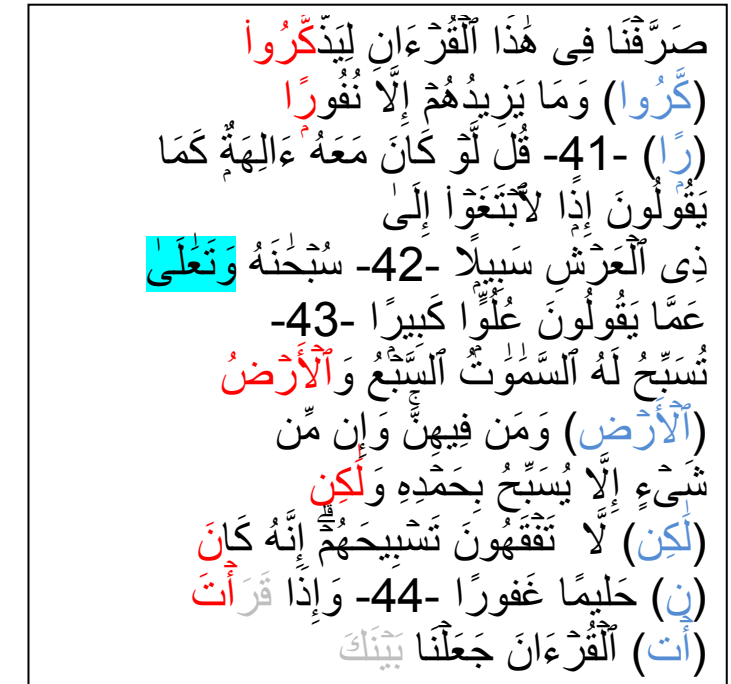 صَرَّفۡنَا فِى هَٰذَا ٱلۡقُرۡءَانِ لِيَذَّكَّرُواْ
(كَّرُوا) وَمَا يَزِيدُهُمۡ إِلَّا نُفُورًا
(رًا) -41- قُل لَّوۡ كَانَ مَعَهُۥ ءَالِهَةٌ كَمَا
يَقُولُونَ إِذًا لَّٱبۡتَغَوۡاْ إِلَىٰ
ذِى ٱلۡعَرۡشِ سَبِيلًا -42- سُبۡحَٰنَهُ وَتَعَٰلَىٰ
عَمَّا يَقُولُونَ عُلُوًّا كَبِيرًا -43-
تُسَبِّحُ لَهُ ٱلسَّمَٰوَٰتُ ٱلسَّبۡعُ وَٱلۡأَرۡضُ
(ٱلۡأَرۡض) وَمَن فِيهِنَّۚ وَإِن مِّن
شَىۡءٍ إِلَّا يُسَبِّحُ بِحَمۡدِهِ وَلَٰكِن
(لَٰكِن) لَّا تَفۡقَهُونَ تَسۡبِيحَهُمۡۗ إِنَّهُ كَانَ
(ن) حَلِيمًا غَفورًا -44- وَإِذَا قَرَأۡتَ
(أۡت) ٱلۡقُرۡءَانَ جَعَلۡنَا بَيۡنَكَ